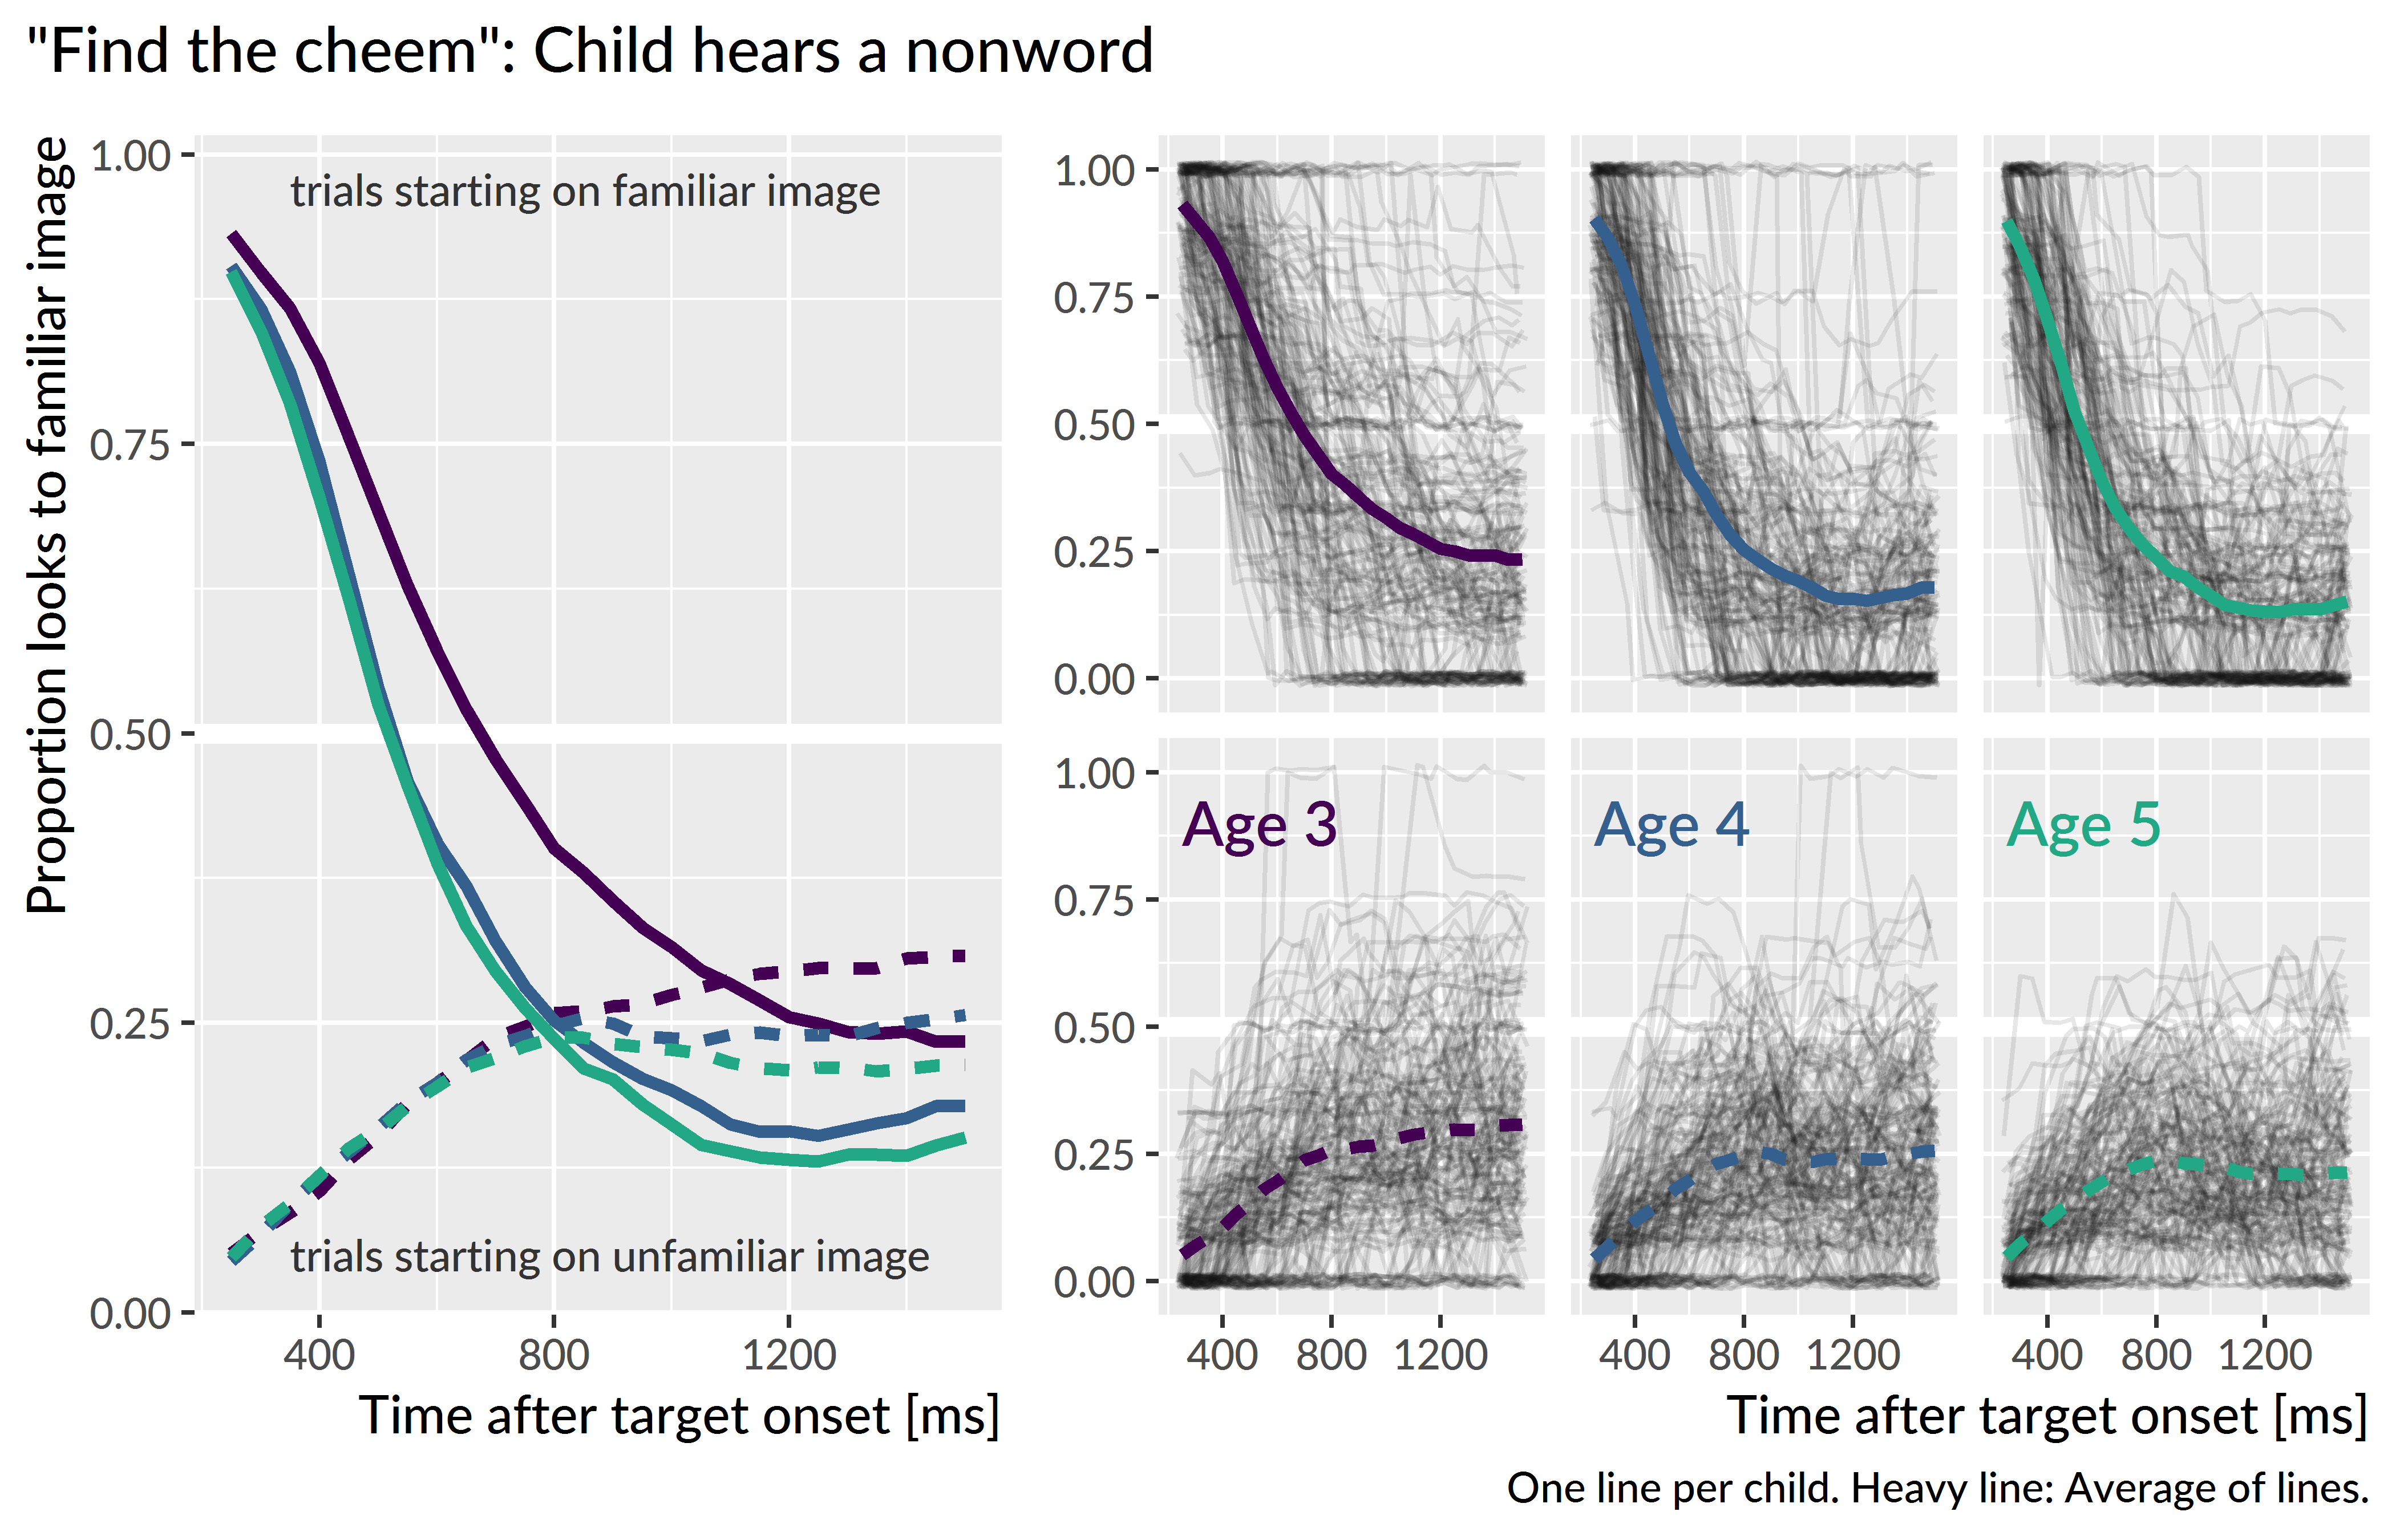 "Find the cheem": Child hears a nonword
Proportion looks to familiar image
1.00
0.75
0.50
0.25
0.00
trials starting on familiar image
trials starting on unfamiliar image
400 800 1200
Time after target onset [ms]
1.00
0.75
0.50
0.25
0.00
1.00
0.75
0.50
0.25
0.00
Age 3 Age 4 Age 5
400 800 1200 400 800 1200 400 800 1200
Time after target onset [ms]
One line per child. Heavy line: Average of lines.